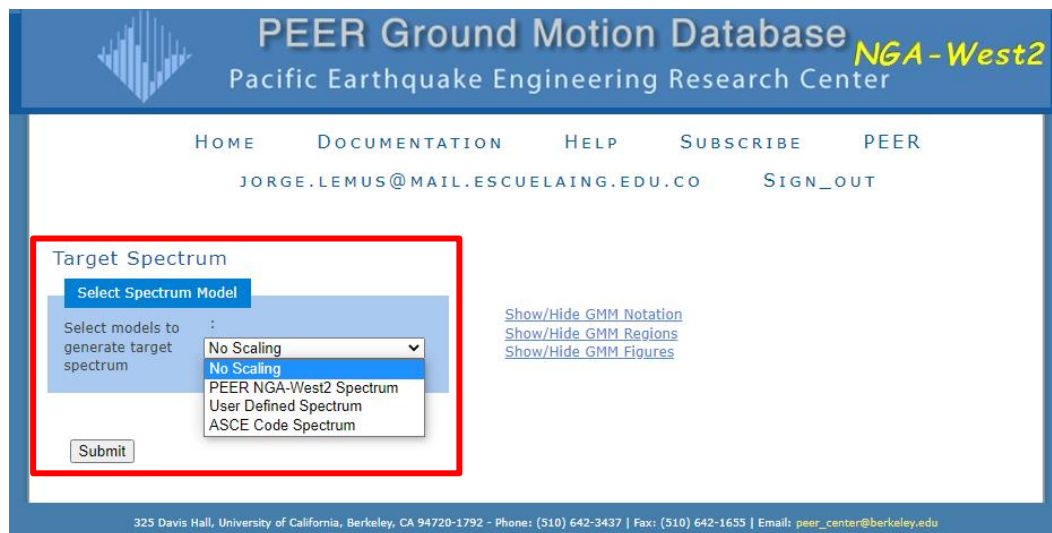 PEER Ground Motion Database
NGA-West2
Pacific Earthquake Engineering Research Center
HOME DOCUMENTATION HELP SUBSCRIBE PEER
JORGE.LEMUS@MAIL.ESCUELAING.EDU.CO SIGN_OUT
Target Spectrum
Select Spectrum Model
Select models to generate target spectrum
:
No Scaling
No Scaling
PEER NGA-West2 Spectrum
User Defined Spectrum
ASCE Code Spectrum
Submit
Show/Hide GMM Notation
Show/Hide GMM Regions
Show/Hide GMM Figures
325 Davis Hall, University of California, Berkeley, CA 94720-1792 - Phone: (510) 642-3437 | Fax: (510) 642-1655 | Email: peer_center@berkeley.edu